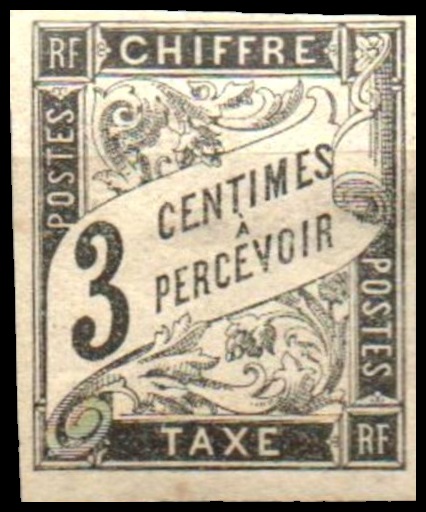 RF CHIFFRE
POSTES
3 CENTIMES
À
PERCEVOIR
POSTES
TAXE RF